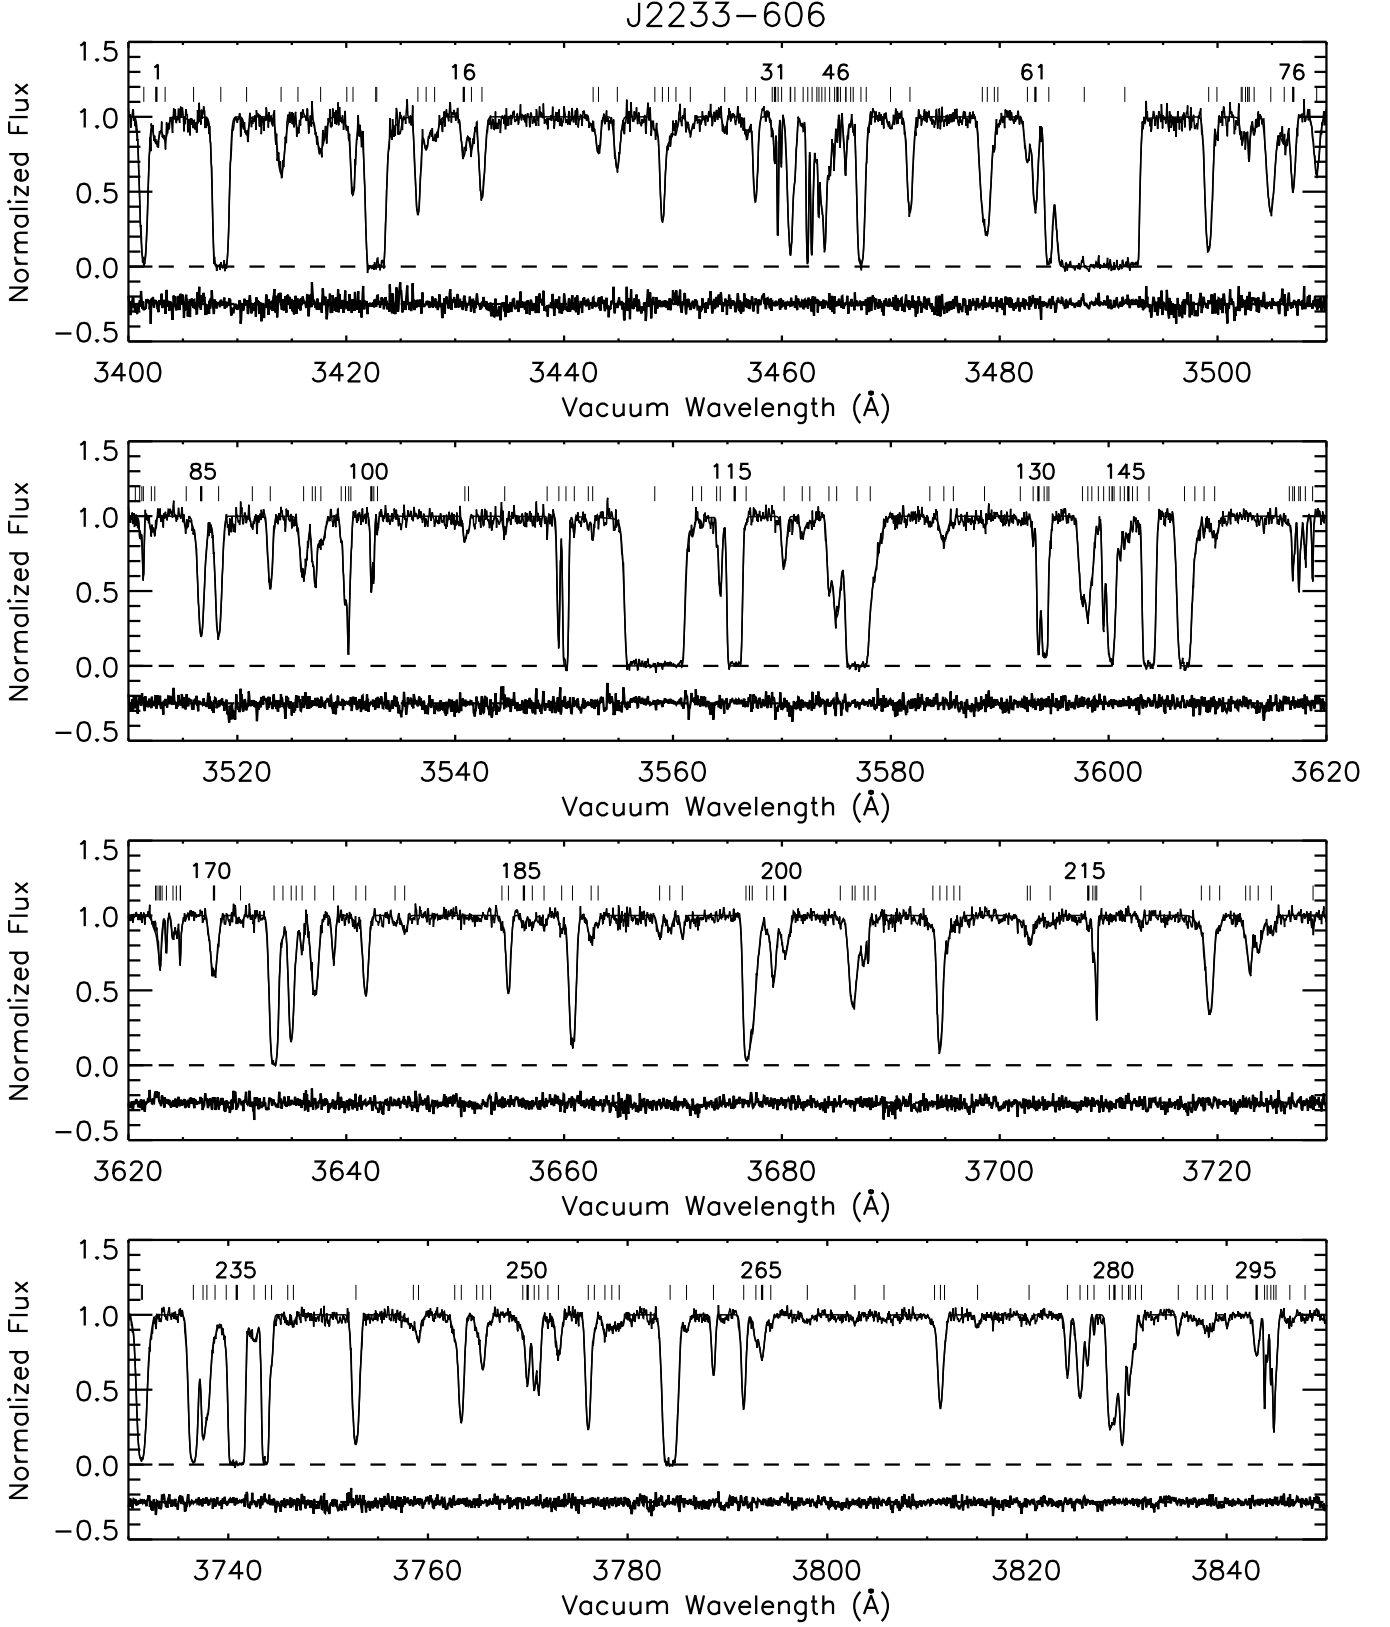 J2233−606
1.5
1 16 31 46 61 76
1.0
0.5
0.0
−0.5
Normalized Flux
3400 3420 3440 3460 3480 3500
Vacuum Wavelength (Å)
1.5
85 100 115 130 145
1.0
0.5
0.0
−0.5
Normalized Flux
3520 3540 3560 3580 3600 3620
Vacuum Wavelength (Å)
1.5
170 185 200 215
1.0
0.5
0.0
−0.5
Normalized Flux
3620 3640 3660 3680 3700 3720
Vacuum Wavelength (Å)
1.5
235 250 265 280 295
1.0
0.5
0.0
−0.5
Normalized Flux
3740 3760 3780 3800 3820 3840
Vacuum Wavelength (Å)